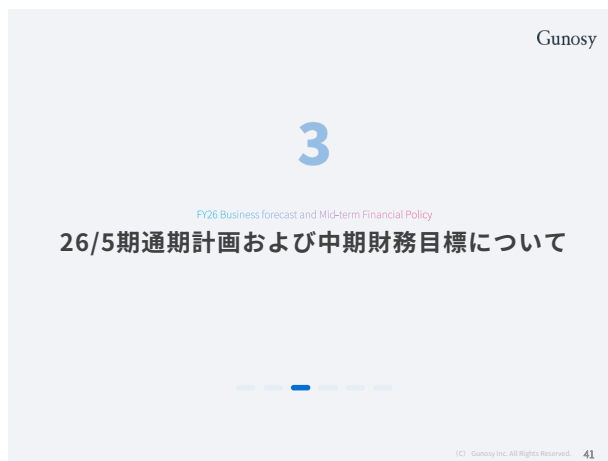 Gunosy
3
FY26 Business forecast and Mid-term Financial Policy
26/5期通期計画および中期財務目標について
（C） Gunosy Inc. All Rights Reserved.
41